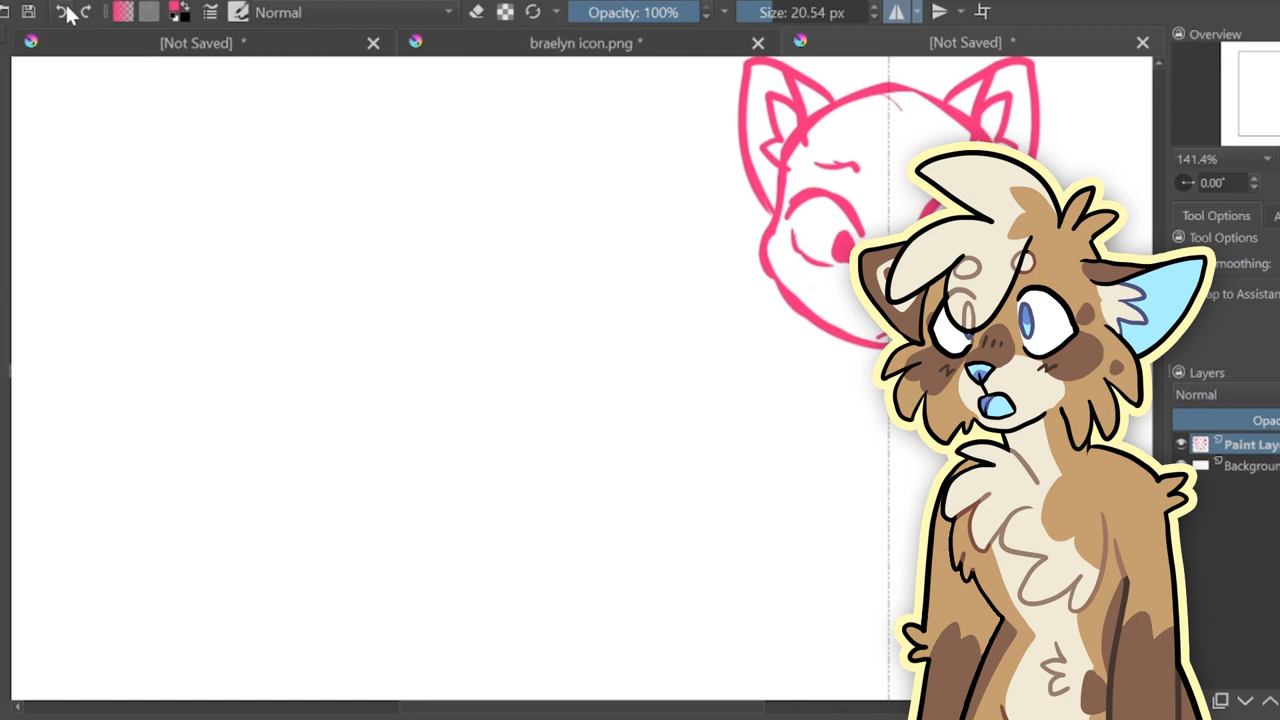 Normal
Opacity: 100%
Size: 20.54 px
[Not Saved] *
braelyn icon.png *
[Not Saved] *
Overview
141.4%
0.00°
Tool Options
Tool Options
moothing:
ap to Assistan
Layers
Normal
Opac
Paint Lay
Backgroun